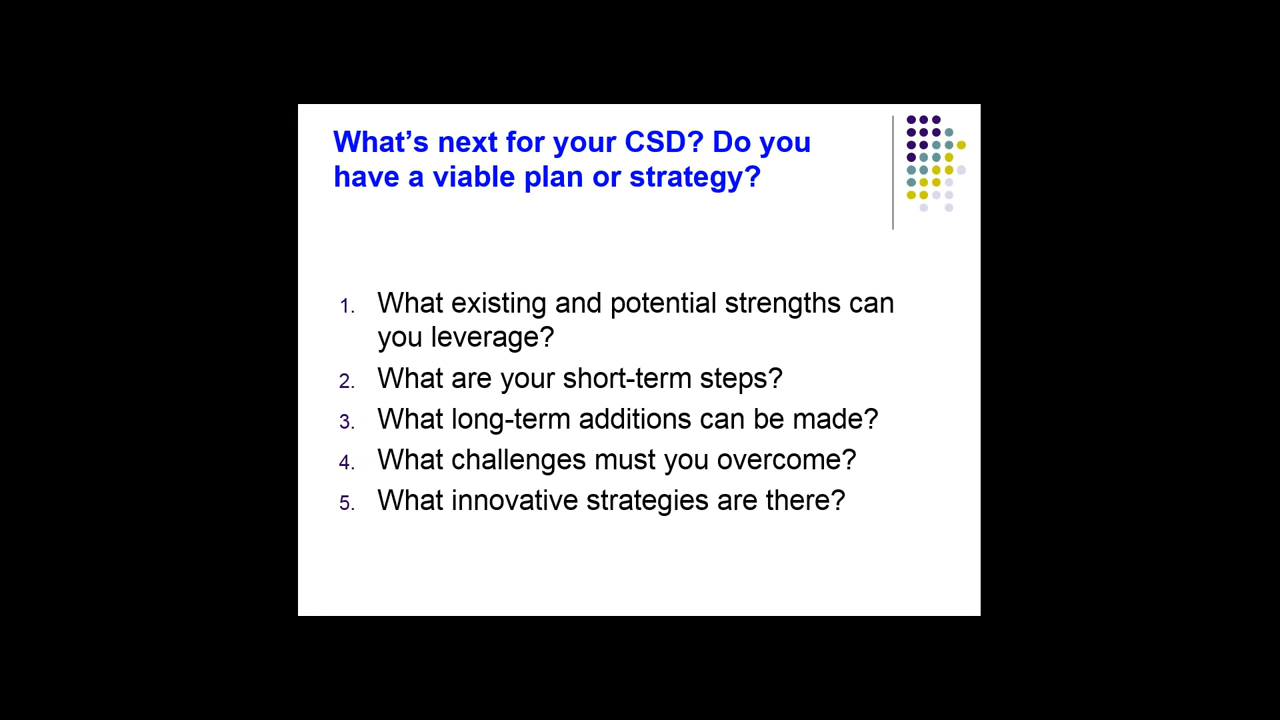 What’s next for your CSD? Do you
have a viable plan or strategy?
1. What existing and potential strengths can
you leverage?
2. What are your short-term steps?
3. What long-term additions can be made?
4. What challenges must you overcome?
5. What innovative strategies are there?